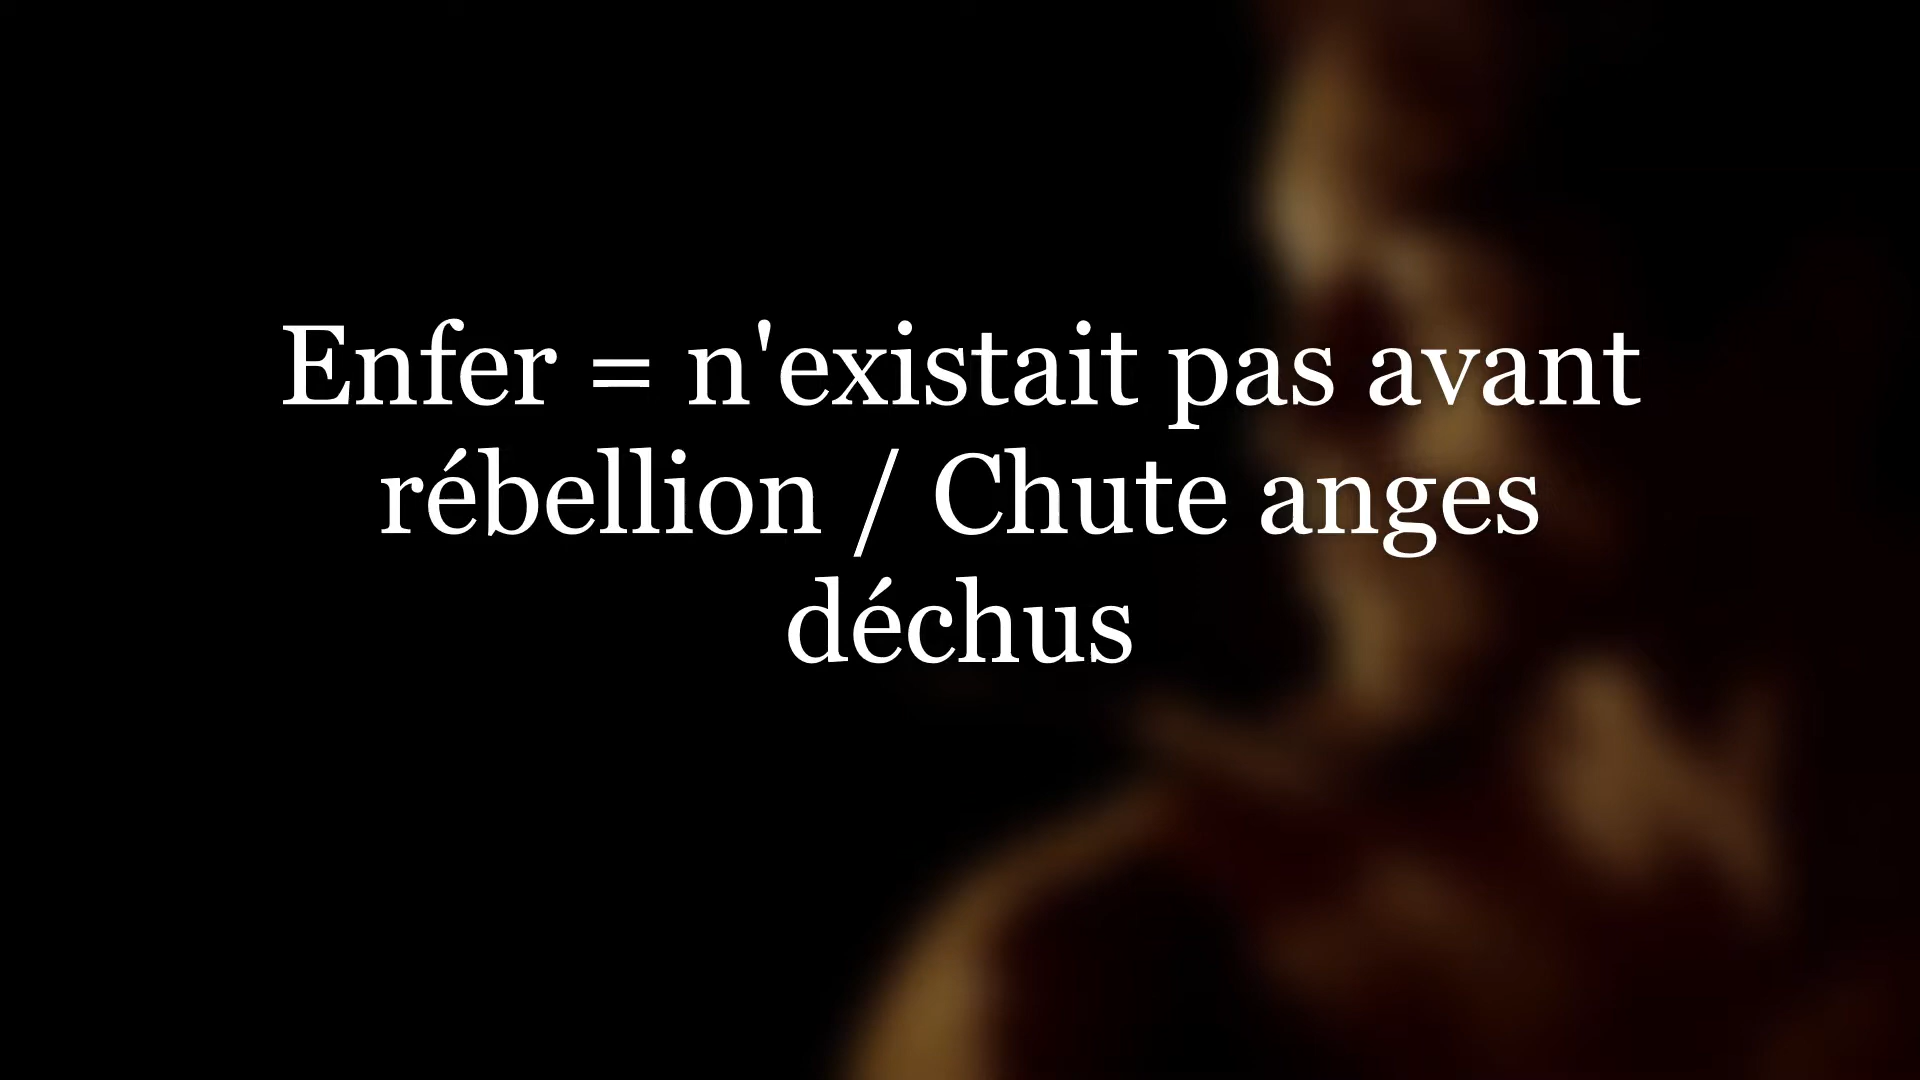 Enfer = n'existait pas avant
rébellion / Chute anges
déchus